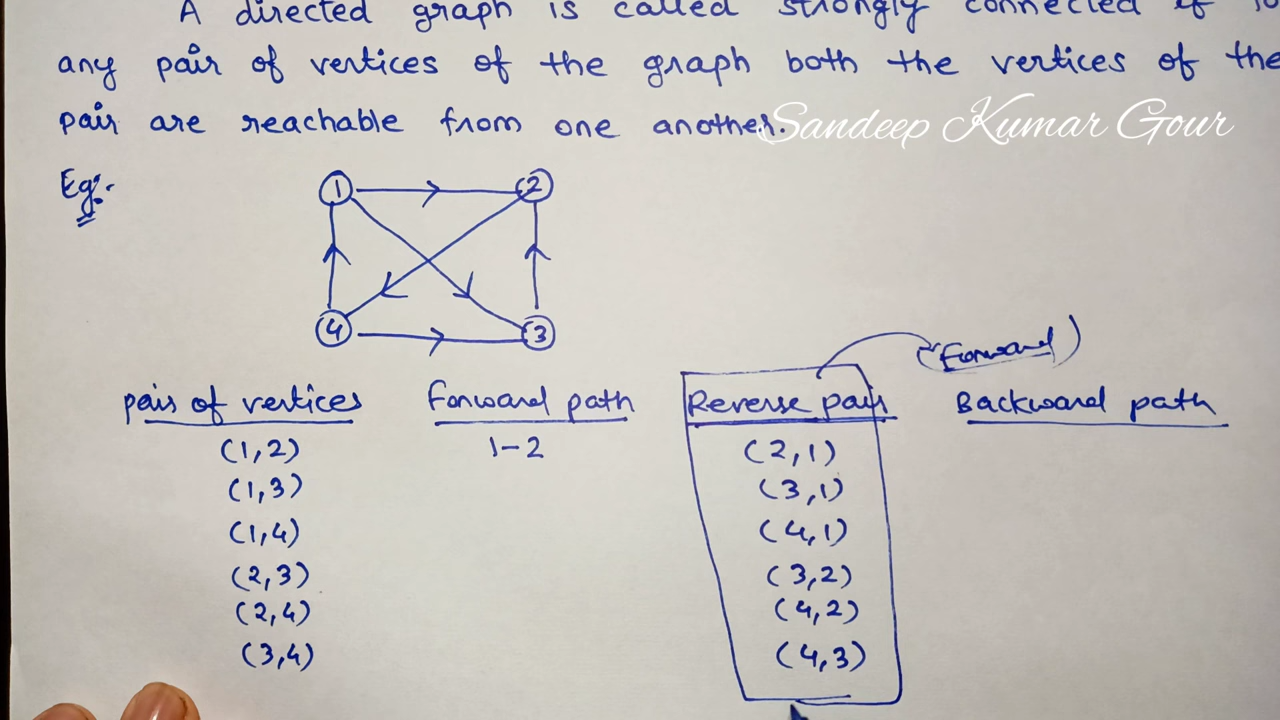 A directed graph is called strongly connected if
any pair of vertices of the graph both the vertices of the
pair are reachable from one another.
Sandeep Kumar Gour
Eg:-
1 2
4 3
(Forward)
pair of vertices Forward path Reverse pair Backward path
(1,2) 1-2 (2,1)
(1,3) (3,1)
(1,4) (4,1)
(2,3) (3,2)
(2,4) (4,2)
(3,4) (4,3)